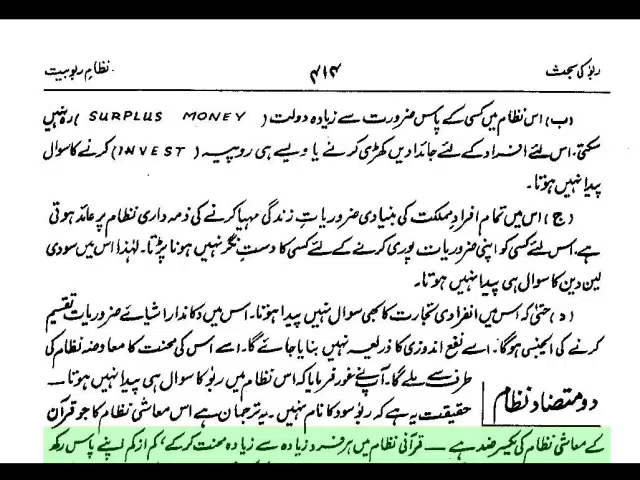 ربٰو کی بحث ۴۱۴ نظامِ ربوبیت
(ب) اس نظام میں کسی کے پاس ضرورت سے زیادہ دولت (SURPLUS MONEY) رہ نہیں
سکتی، اس لئے افراد کے لئے جائدادیں کھڑی کرنے یا ویسے ہی روپیہ (INVEST) کرنے کا سوال
پیدا نہیں ہوتا۔
(ج) اس میں تمام افرادِ مملکت کی بنیادی ضروریاتِ زندگی مہیا کرنے کی ذمہ داری نظام پر عائد ہوتی
ہے، اس لئے کسی کو اپنی ضروریات پوری کرنے کے لئے کسی کا دستِ نگر نہیں ہونا پڑتا۔ لہٰذا اس میں سودی
لین دین کا سوال ہی پیدا نہیں ہوتا۔
(د) حتیٰ کہ اس میں انفرادی تجارت کا بھی سوال نہیں پیدا ہوتا۔ اس میں دکاندار اشیائے ضروریات تقسیم
کرنے کی ایجنسی ہوگا۔ اسے نفع اندوزی کا ذریعہ نہیں بنایا جائے گا۔ اسے اس کی محنت کا معاوضہ نظام کی
طرف سے ملے گا۔ آپ نے غور فرمایا کہ اس نظام میں ربٰو کا سوال ہی پیدا نہیں ہوتا ــــ
دو متضاد نظام
حقیقت یہ ہے کہ ربٰو سود کا نام نہیں۔ یہ ترجمان ہے اس معاشی نظام کا جو قرآن
کے معاشی نظام کی یکسر ضد ہے ــــ قرآنی نظام میں ہر فرد زیادہ سے زیادہ محنت کر کے، کم از کم اپنے پاس رکھ